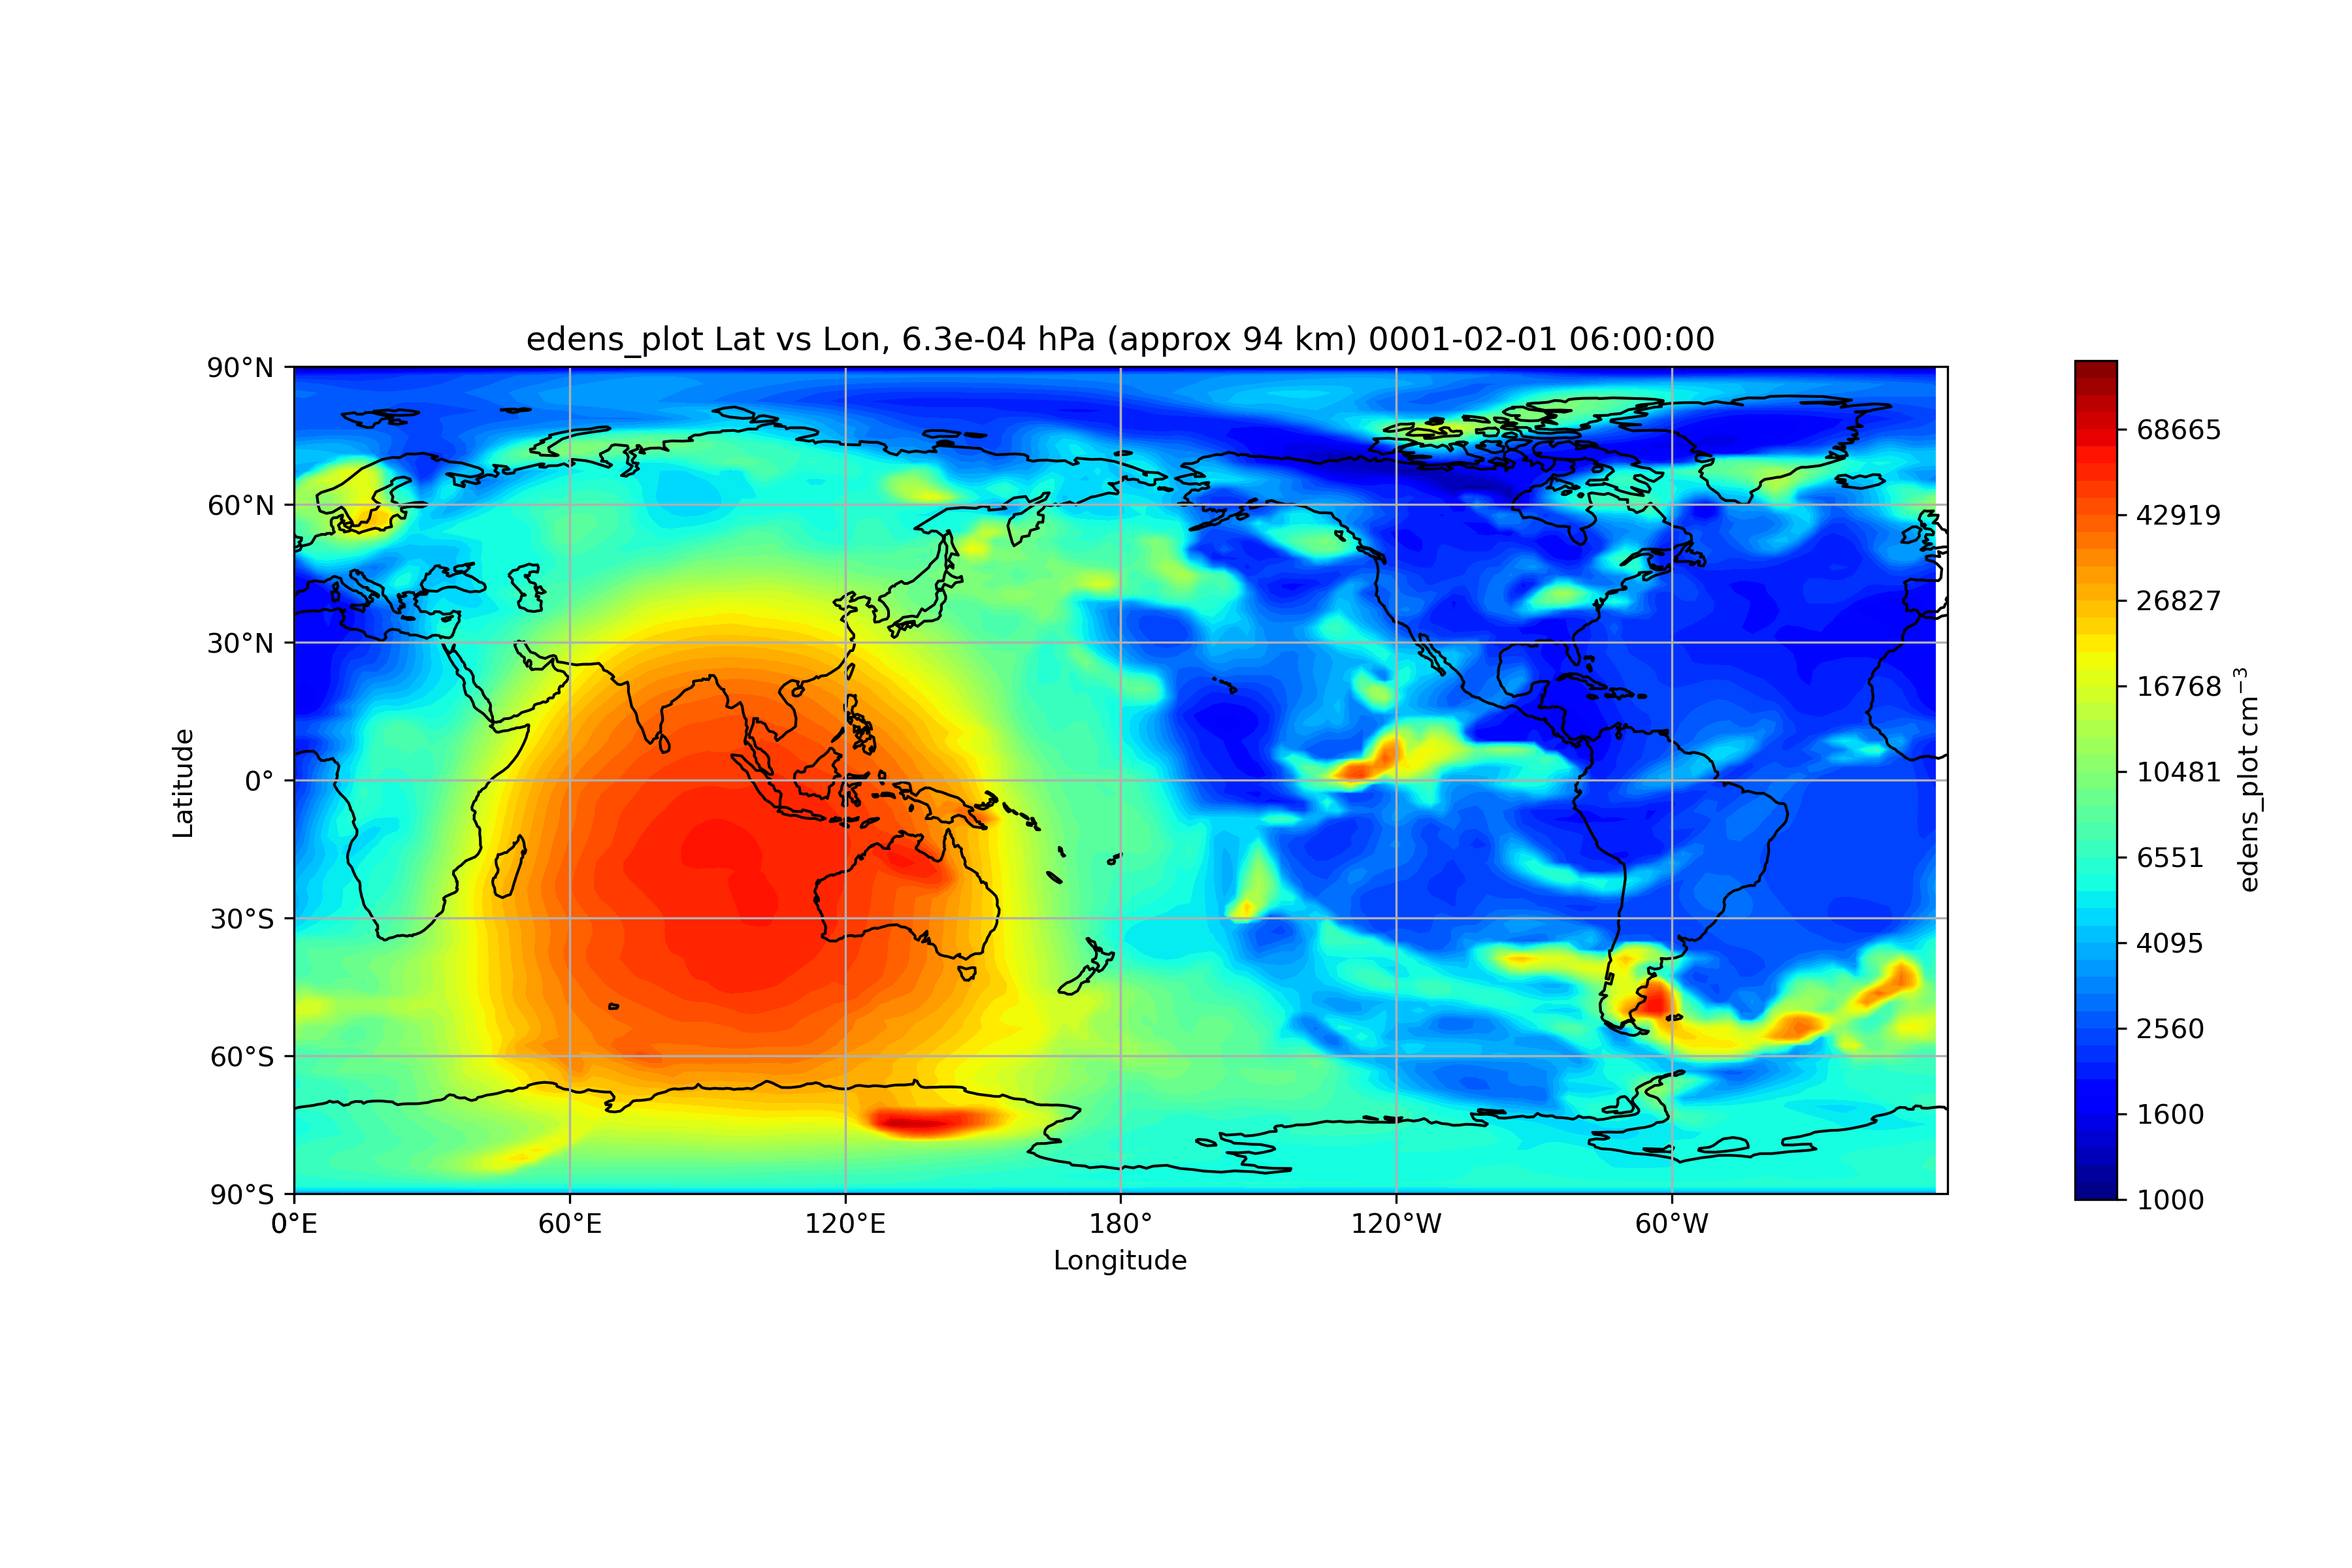 edens_plot Lat vs Lon, 6.3e-04 hPa (approx 94 km) 0001-02-01 06:00:00
90°N
60°N
30°N
0°
30°S
60°S
90°S
Latitude
0°E
60°E
120°E
180°
120°W
60°W
Longitude
68665
42919
26827
16768
10481
6551
4095
2560
1600
1000
edens_plot cm⁻³